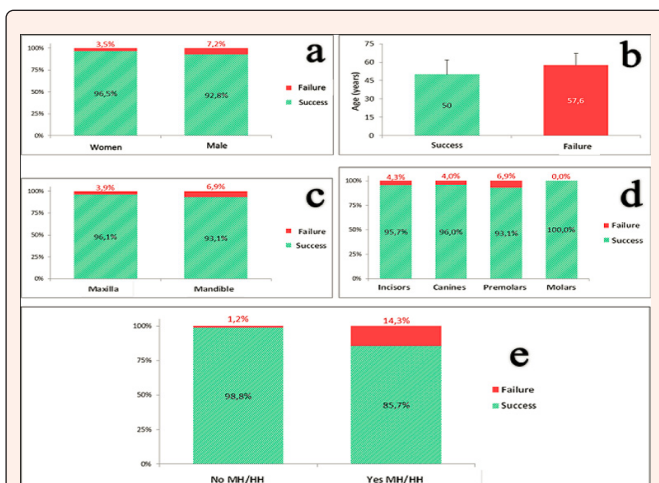 a
100%
75%
50%
25%
0%
3,5%
7,2%
96,5%
92,8%
Women
Male
Failure
Success
b
Age (years)
75
60
45
30
15
0
50
57,6
Success
Failure
c
100%
75%
50%
25%
0%
3,9%
6,9%
96,1%
93,1%
Maxilla
Mandible
Failure
Success
d
100%
75%
50%
25%
0%
4,3%
4,0%
6,9%
0,0%
95,7%
96,0%
93,1%
100,0%
Incisors
Canines
Premolars
Molars
Failure
Success
e
100%
75%
50%
25%
0%
1,2%
14,3%
98,8%
85,7%
No MH/HH
Yes MH/HH
Failure
Success